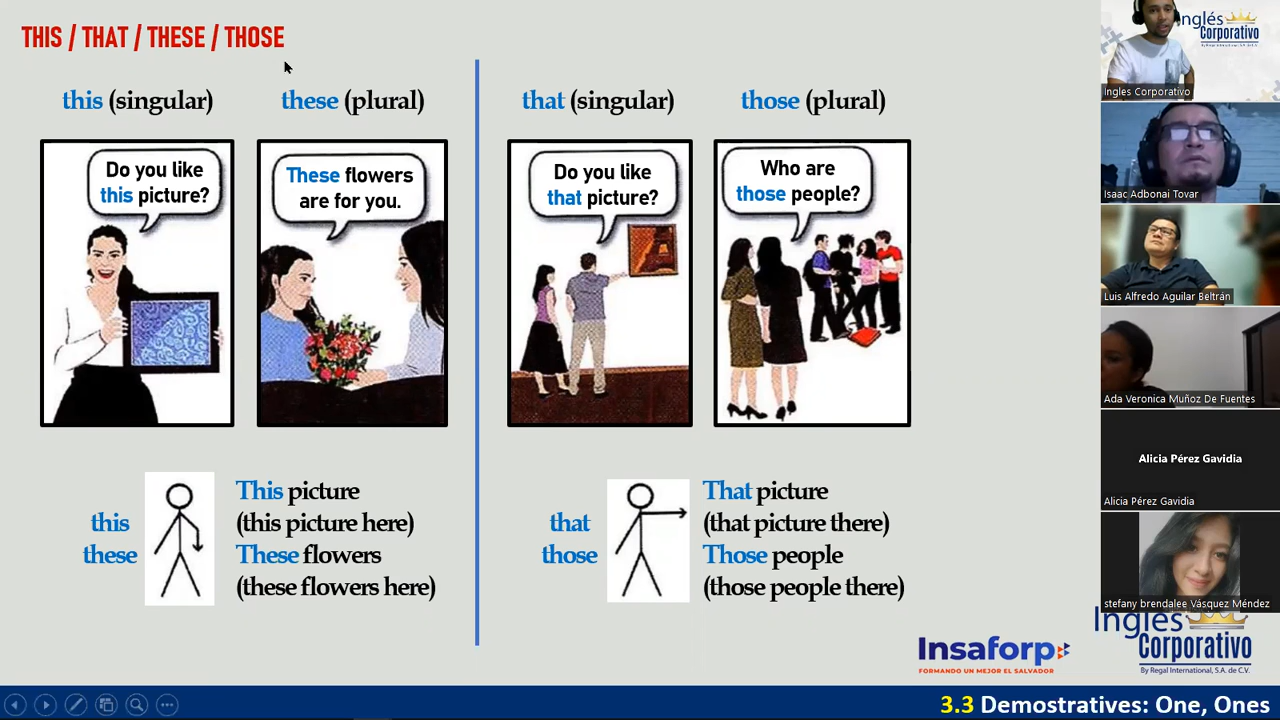 THIS / THAT / THESE / THOSE
this (singular)
these (plural)
that (singular)
those (plural)
Do you like
this picture?
These flowers
are for you.
Do you like
that picture?
Who are
those people?
this
these
This picture
(this picture here)
These flowers
(these flowers here)
that
those
That picture
(that picture there)
Those people
(those people there)
Insaforp
FORMANDO UN MEJOR EL SALVADOR
Inglés
Corporativo
By Regal International, S.A. de C.V.
3.3 Demostratives: One, Ones
Inglés
Corporativo
By Regal International, S.A. de C.V.
Ingles Corporativo
Isaac Adbonai Tovar
Luis Alfredo Aguilar Beltrán
Ada Veronica Muñoz De Fuentes
Alicia Pérez Gavidia
Alicia Pérez Gavidia
stefany brendalee Vásquez Méndez